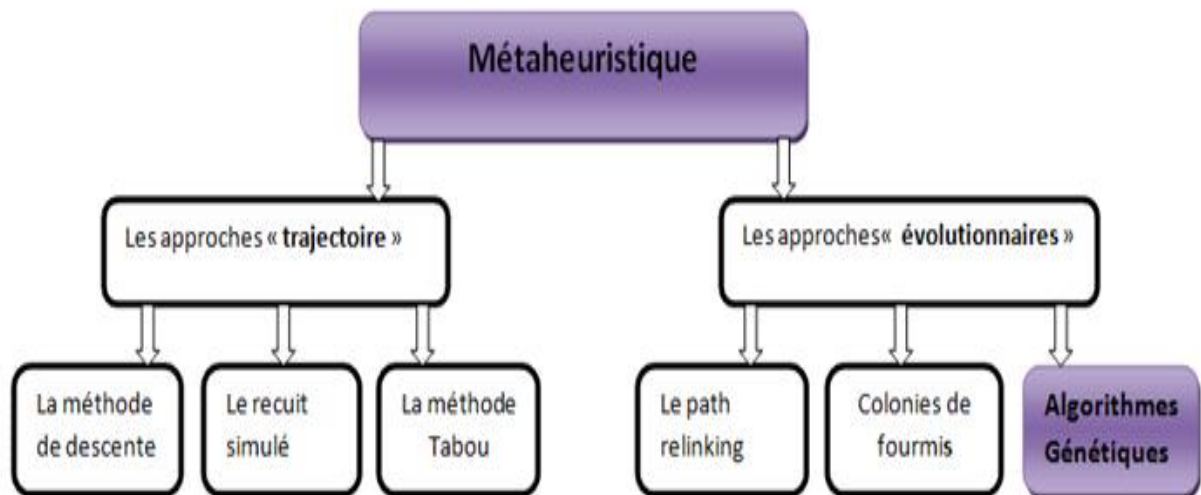 Métaheuristique
Les approches « trajectoire »
Les approches« évolutionnaires »
La méthode
de descente
Le recuit
simulé
La méthode
Tabou
Le path
relinking
Colonies de
fourmis
Algorithmes
Génétiques